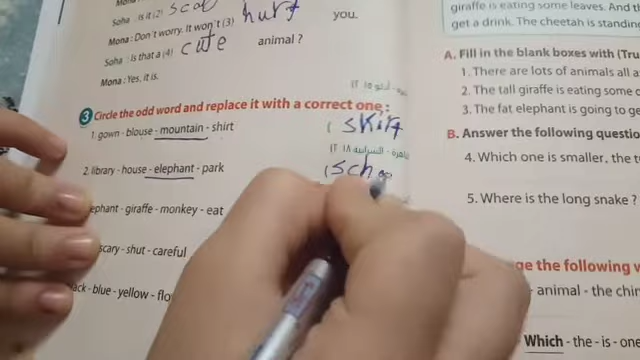 Mona:
Soha : Is it (2) scar
Mona : Don't worry. It won't (3) hurt you.
Soha : Is that a (4) cute animal ?
Mona : Yes, it is.
3 Circle the odd word and replace it with a correct one :
1. gown - blouse - mountain - shirt
( skirt
2. library - house - elephant - park
( schoo
ephant - giraffe - monkey - eat
scary - shut - careful
ack - blue - yellow - flo
giraffe is eating some leaves. And th
get a drink. The cheetah is standin
A. Fill in the blank boxes with (Tru
1. There are lots of animals all a
2. The tall giraffe is eating some
3. The fat elephant is going to ge
B. Answer the following questio
4. Which one is smaller, the t
5. Where is the long snake ?
ge the following w
animal - the chin
Which - the - is - one